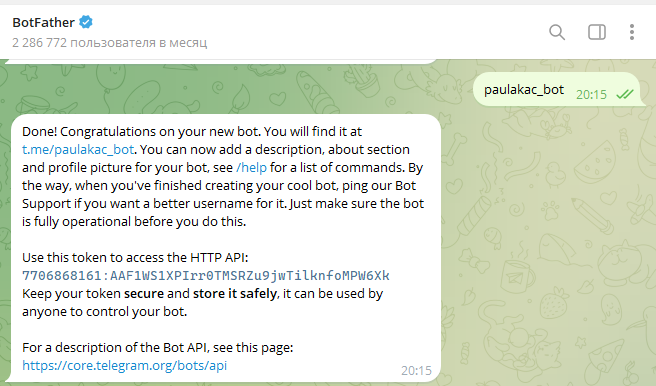 BotFather
2 286 772 пользователя в месяц
paulakac_bot
20:15
Done! Congratulations on your new bot. You will find it at
t.me/paulakac_bot. You can now add a description, about section
and profile picture for your bot, see /help for a list of commands. By
the way, when you've finished creating your cool bot, ping our Bot
Support if you want a better username for it. Just make sure the bot
is fully operational before you do this.
Use this token to access the HTTP API:
7706868161:AAF1WS1XPIrr0TMSRZu9jwTilknfoMPW6Xk
Keep your token secure and store it safely, it can be used by
anyone to control your bot.
For a description of the Bot API, see this page:
https://core.telegram.org/bots/api
20:15